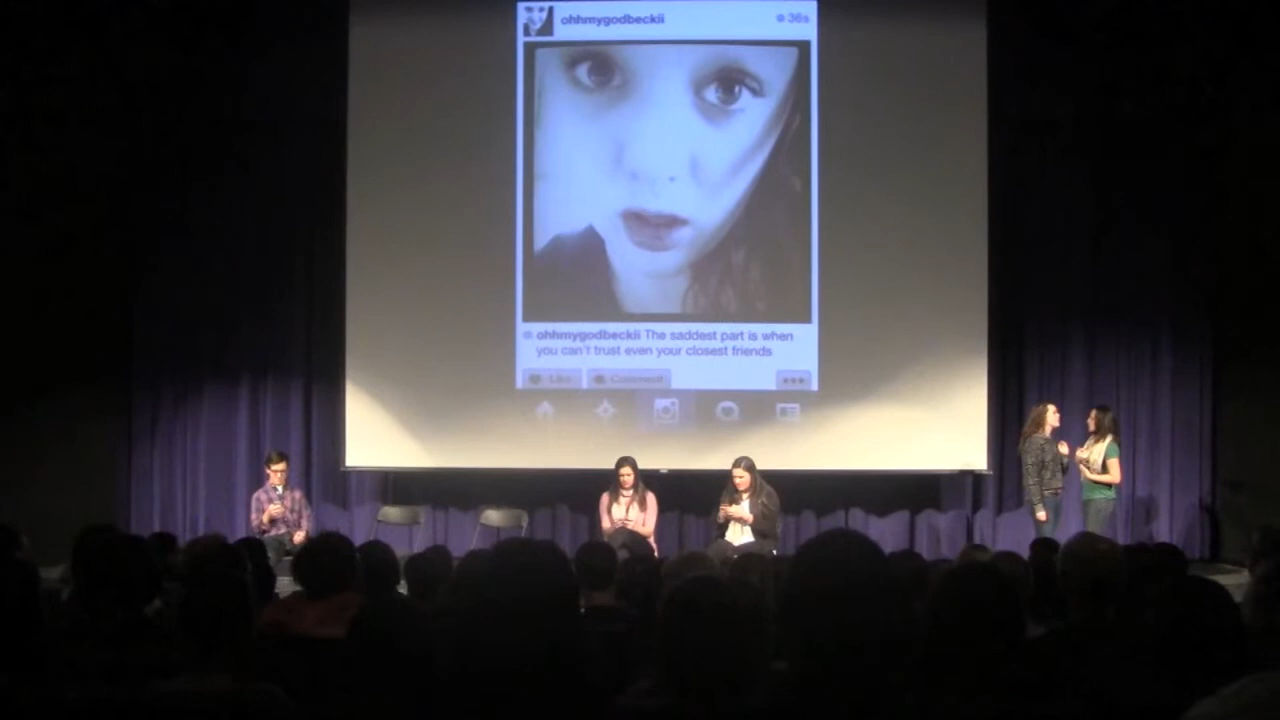 ohhmygodbeckii
36s
ohhmygodbeckii The saddest part is when
you can't trust even your closest friends
Like
Comment